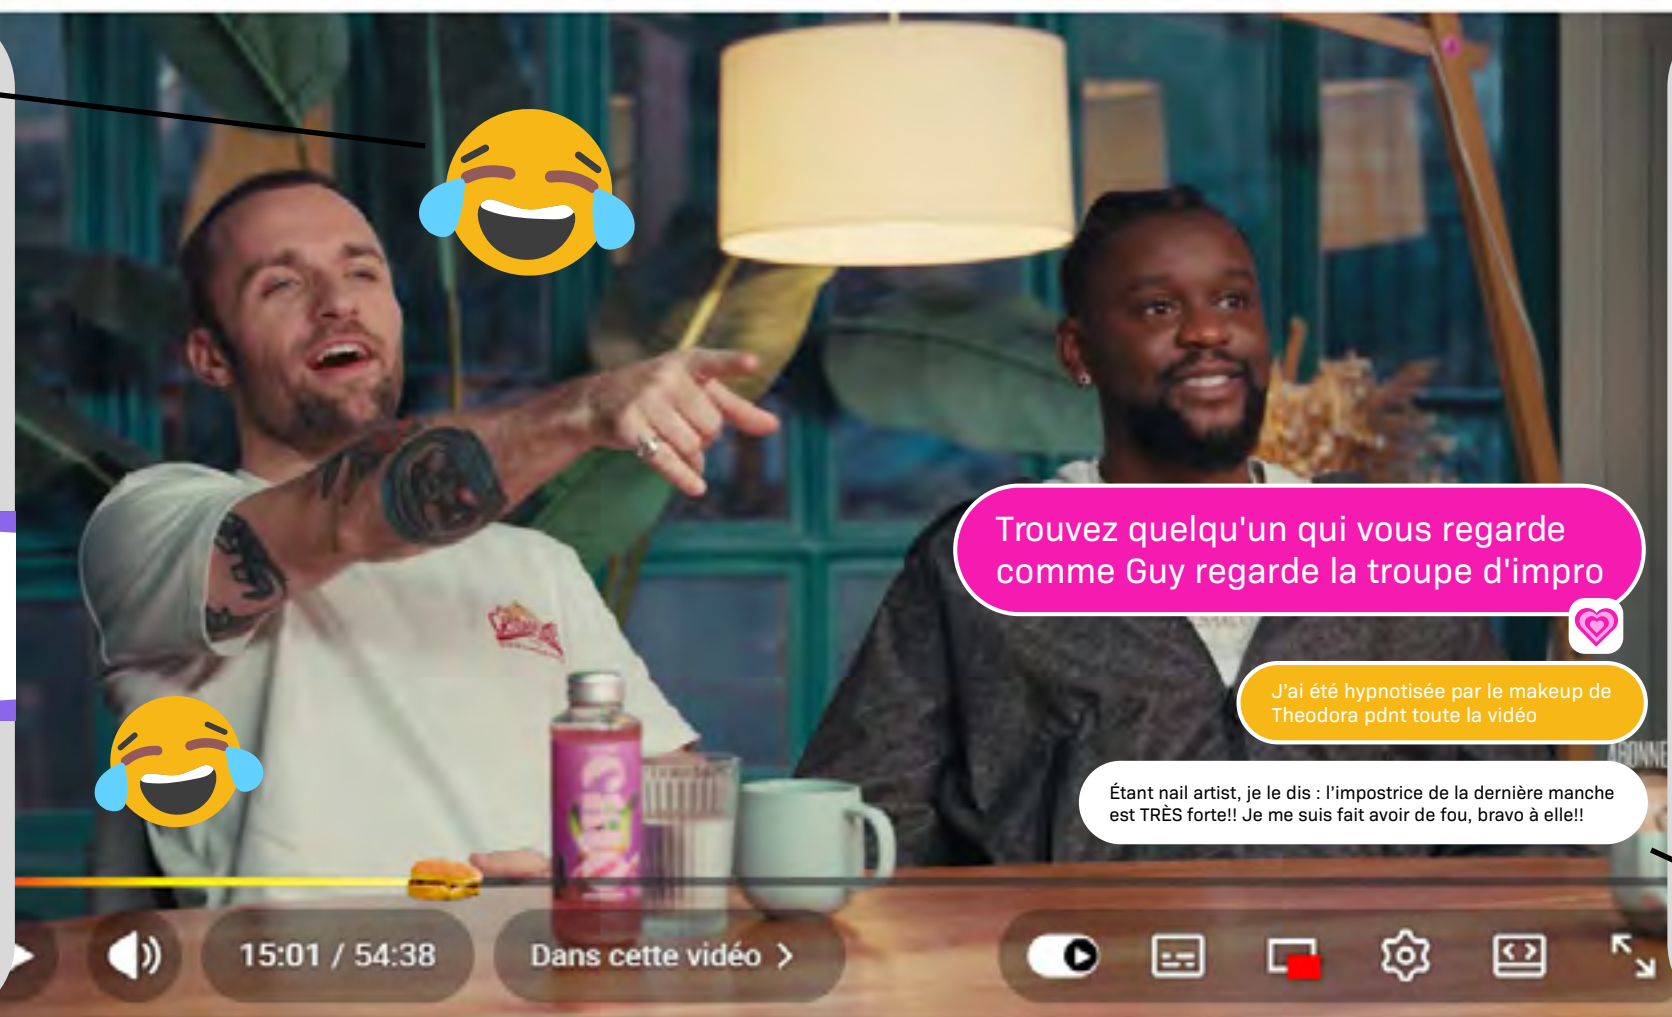 Trouvez quelqu'un qui vous regarde
comme Guy regarde la troupe d'impro
J'ai été hypnotisée par le makeup de
Theodora pdnt toute la vidéo
ABONNE
Étant nail artist, je le dis : l'impostrice de la dernière manche
est TRÈS forte!! Je me suis fait avoir de fou, bravo à elle!!
15:01 / 54:38
Dans cette vidéo >